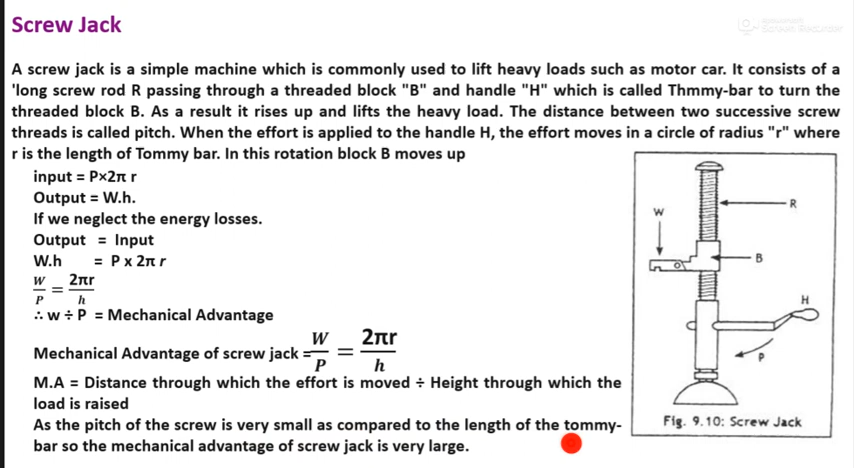 Screw Jack
Screen Recorder
A screw jack is a simple machine which is commonly used to lift heavy loads such as motor car. It consists of a
'long screw rod R passing through a threaded block "B" and handle "H" which is called Thmmy-bar to turn the
threaded block B. As a result it rises up and lifts the heavy load. The distance between two successive screw
threads is called pitch. When the effort is applied to the handle H, the effort moves in a circle of radius "r" where
r is the length of Tommy bar. In this rotation block B moves up
input = P×2π r
Output = W.h.
If we neglect the energy losses.
Output = Input
W.h = P x 2π r
W/P = 2πr/h
∴ w ÷ P = Mechanical Advantage
Mechanical Advantage of screw jack = W/P = 2πr/h
M.A = Distance through which the effort is moved ÷ Height through which the
load is raised
As the pitch of the screw is very small as compared to the length of the tommy-
bar so the mechanical advantage of screw jack is very large.
W
R
B
H
P
Fig. 9.10: Screw Jack